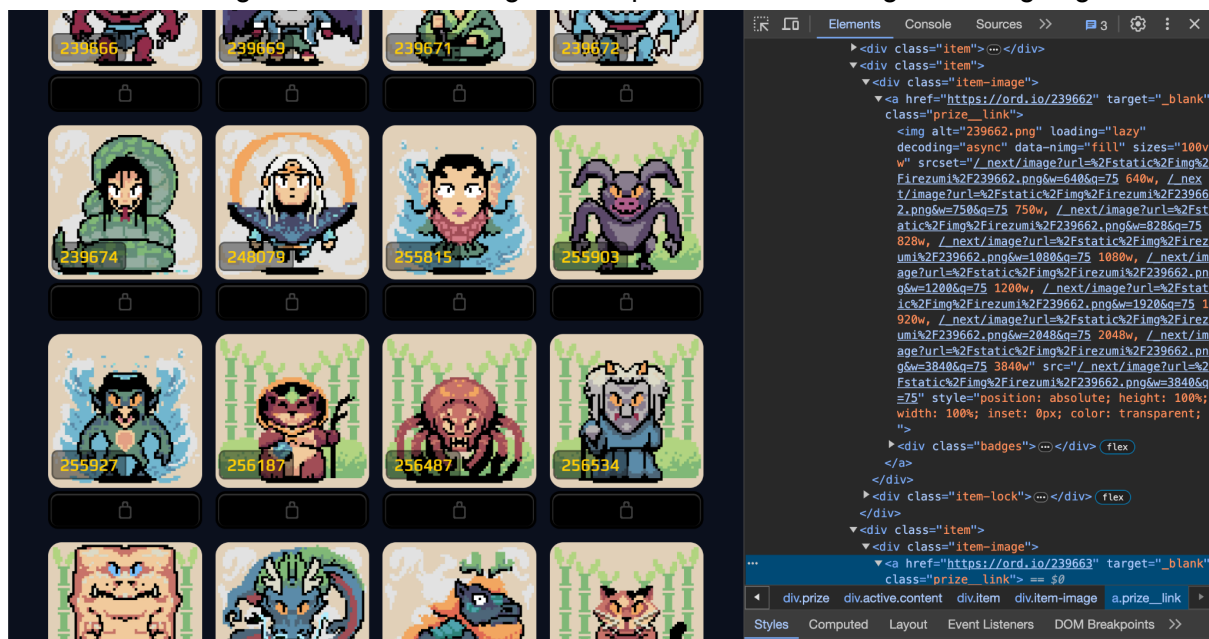 239666
239669
239671
239672
239674
248079
255815
255903
255927
256187
256487
256534
Elements Console Sources >> 3
▶<div class="item">⋯</div>
▼<div class="item">
▼<div class="item-image">
▼<a href="https://ord.io/239662" target="_blank"
class="prize__link">
<img alt="239662.png" loading="lazy"
decoding="async" data-nimg="fill" sizes="100v
w" srcset="/_next/image?url=%2Fstatic%2Fimg%2
Firezumi%2F239662.png&w=640&q=75 640w, /_nex
t/image?url=%2Fstatic%2Fimg%2Firezumi%2F23966
2.png&w=750&q=75 750w, /_next/image?url=%2Fst
atic%2Fimg%2Firezumi%2F239662.png&w=828&q=75
828w, /_next/image?url=%2Fstatic%2Fimg%2Firez
umi%2F239662.png&w=1080&q=75 1080w, /_next/im
age?url=%2Fstatic%2Fimg%2Firezumi%2F239662.pn
g&w=1200&q=75 1200w, /_next/image?url=%2Fstat
ic%2Fimg%2Firezumi%2F239662.png&w=1920&q=75 1
920w, /_next/image?url=%2Fstatic%2Fimg%2Firez
umi%2F239662.png&w=2048&q=75 2048w, /_next/im
age?url=%2Fstatic%2Fimg%2Firezumi%2F239662.pn
g&w=3840&q=75 3840w" src="/_next/image?url=%2
Fstatic%2Fimg%2Firezumi%2F239662.png&w=3840&q
=75" style="position: absolute; height: 100%;
width: 100%; inset: 0px; color: transparent;
">
▶<div class="badges">⋯</div> flex
</a>
</div>
▶<div class="item-lock">⋯</div> flex
</div>
▼<div class="item">
▼<div class="item-image">
⋯ ▼<a href="https://ord.io/239663" target="_blank"
class="prize__link"> == $0
div.prize div.active.content div.item div.item-image a.prize__link
Styles Computed Layout Event Listeners DOM Breakpoints >>